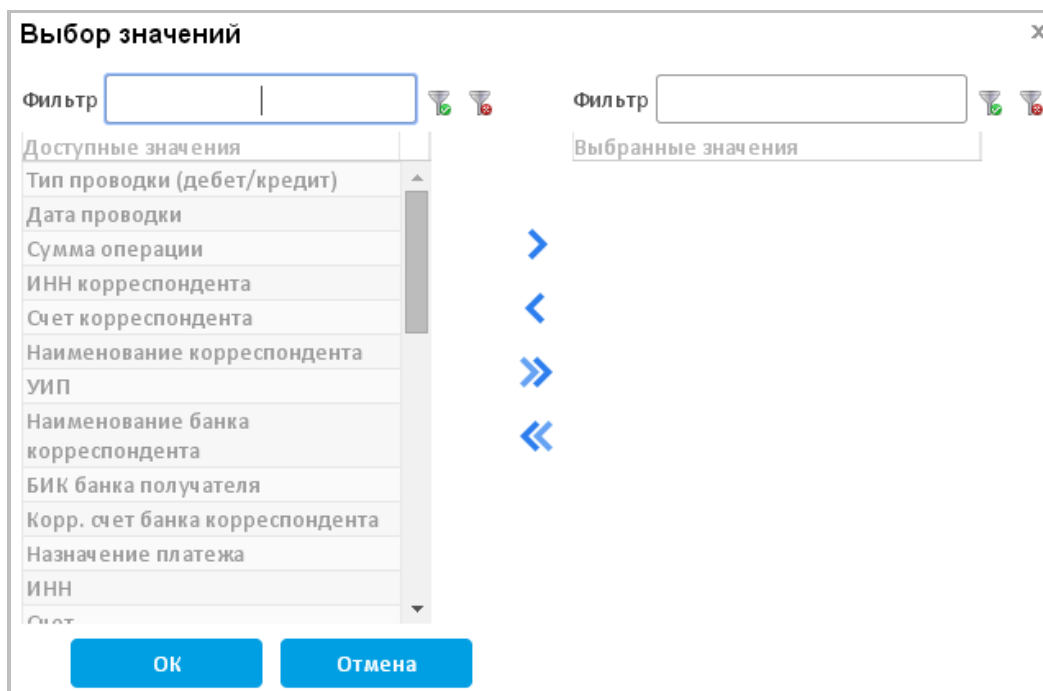 Выбор значений
Фильтр
Фильтр
Доступные значения
Выбранные значения
Тип проводки (дебет/кредит)
Дата проводки
Сумма операции
ИНН корреспондента
Счет корреспондента
Наименование корреспондента
УИП
Наименование банка
корреспондента
БИК банка получателя
Корр. счет банка корреспондента
Назначение платежа
ИНН
Счет
ОК
Отмена